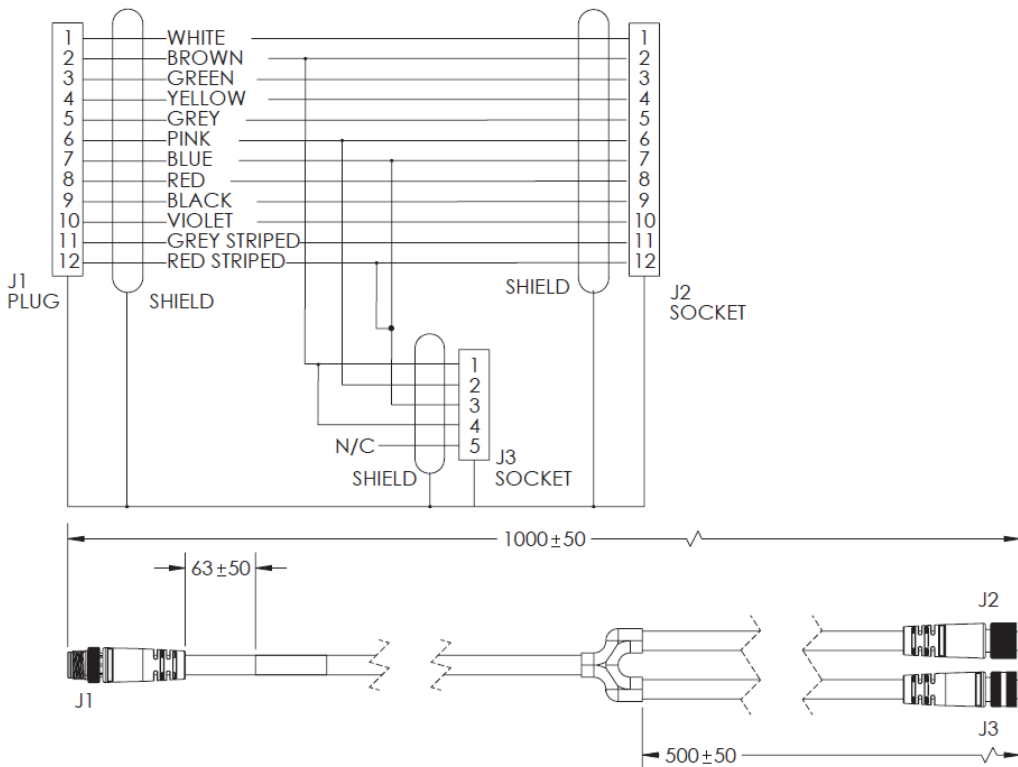 1 WHITE 1
2 BROWN 2
3 GREEN 3
4 YELLOW 4
5 GREY 5
6 PINK 6
7 BLUE 7
8 RED 8
9 BLACK 9
10 VIOLET 10
11 GREY STRIPED 11
12 RED STRIPED 12
J1
PLUG
SHIELD
SHIELD
J2
SOCKET
1
2
3
4
N/C 5
SHIELD
J3
SOCKET
1000±50
63±50
J2
J1
J3
500±50